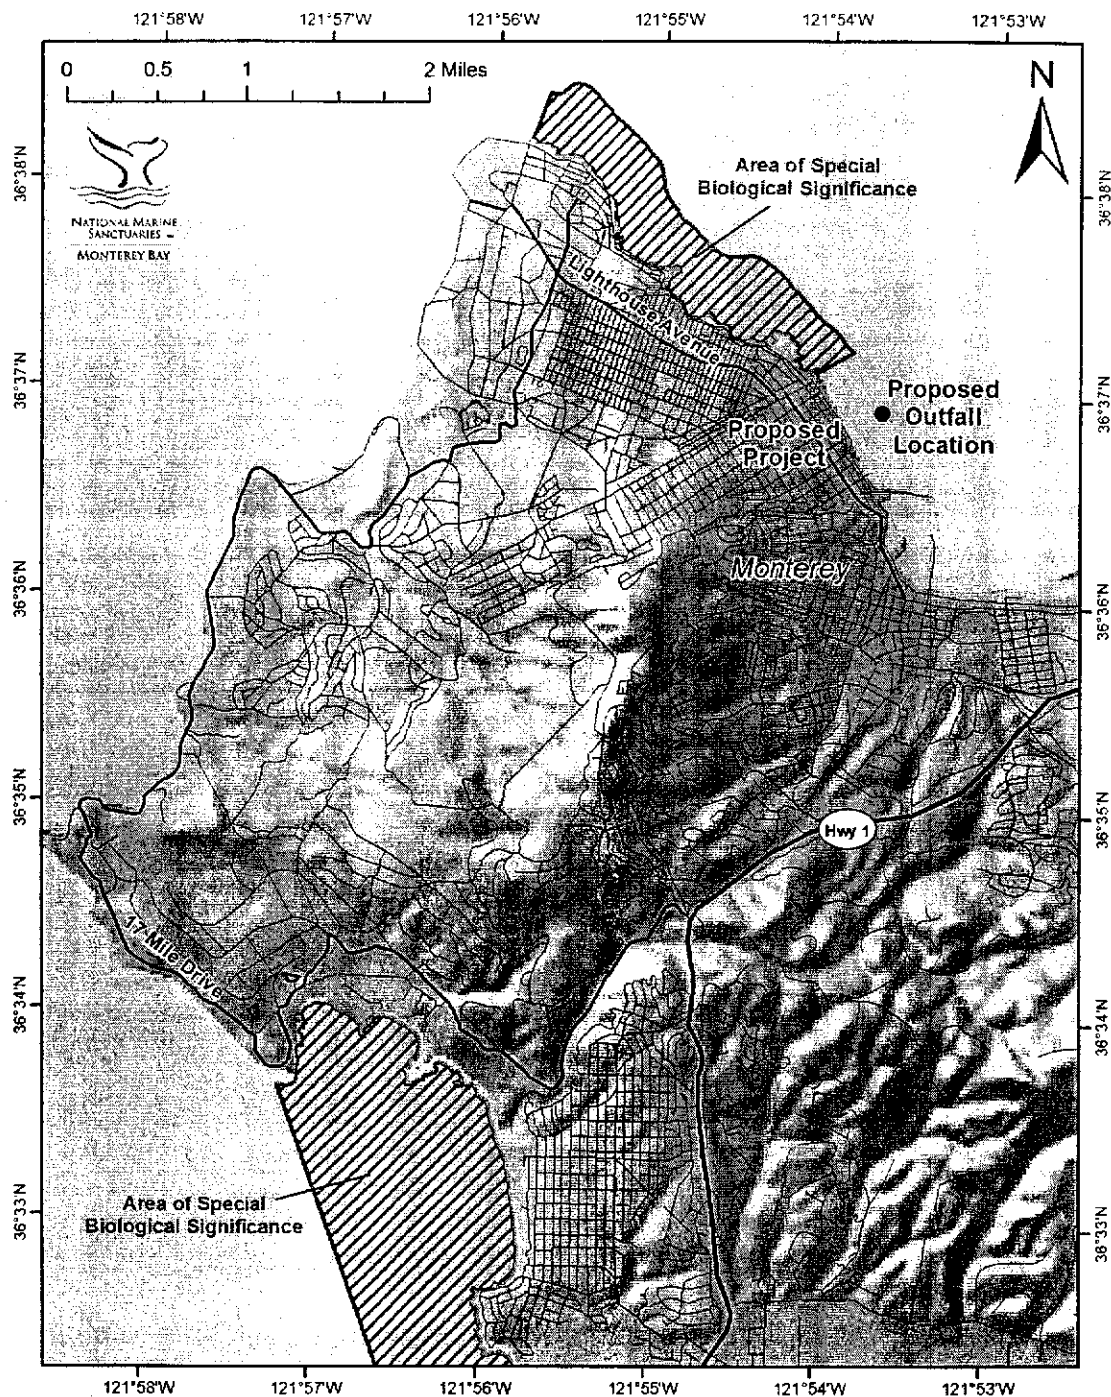 121°58'W 121°57'W 121°56'W 121°55'W 121°54'W 121°53'W
0 0.5 1 2 Miles
N
NATIONAL MARINE
SANCTUARIES
MONTEREY BAY
36°38'N
36°38'N
Area of Special
Biological Significance
Lighthouse Avenue
36°37'N
36°37'N
Proposed
Outfall
Location
Proposed
Project
Monterey
36°36'N
36°36'N
36°35'N
36°35'N
Hwy 1
17 Mile Drive
36°34'N
36°34'N
Area of Special
Biological Significance
36°33'N
36°33'N
121°58'W 121°57'W 121°56'W 121°55'W 121°54'W 121°53'W